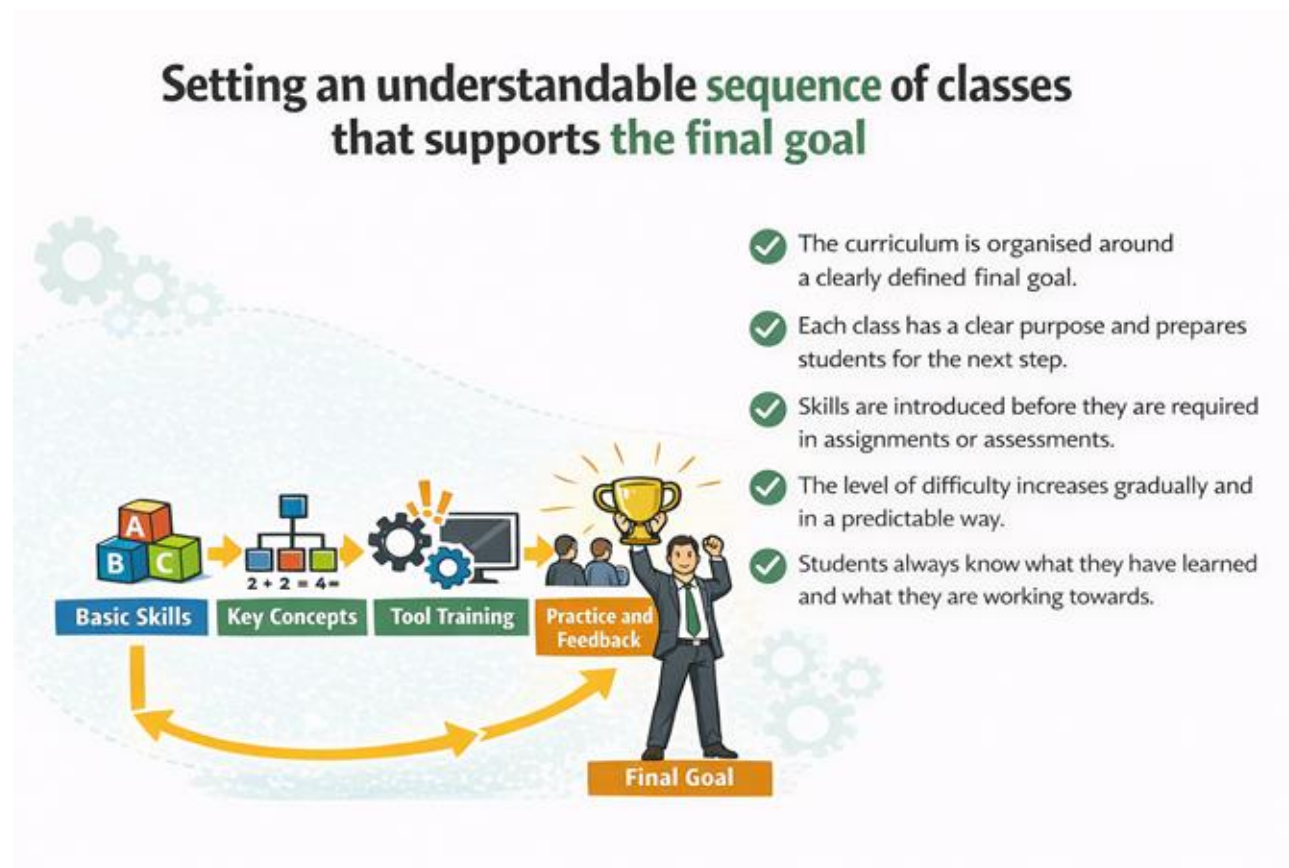 Setting an understandable sequence of classes
that supports the final goal
The curriculum is organised around
a clearly defined final goal.
Each class has a clear purpose and prepares
students for the next step.
Skills are introduced before they are required
in assignments or assessments.
The level of difficulty increases gradually and
in a predictable way.
Students always know what they have learned
and what they are working towards.
A
B C
2 + 2 = 4=
Basic Skills
Key Concepts
Tool Training
Practice and
Feedback
Final Goal